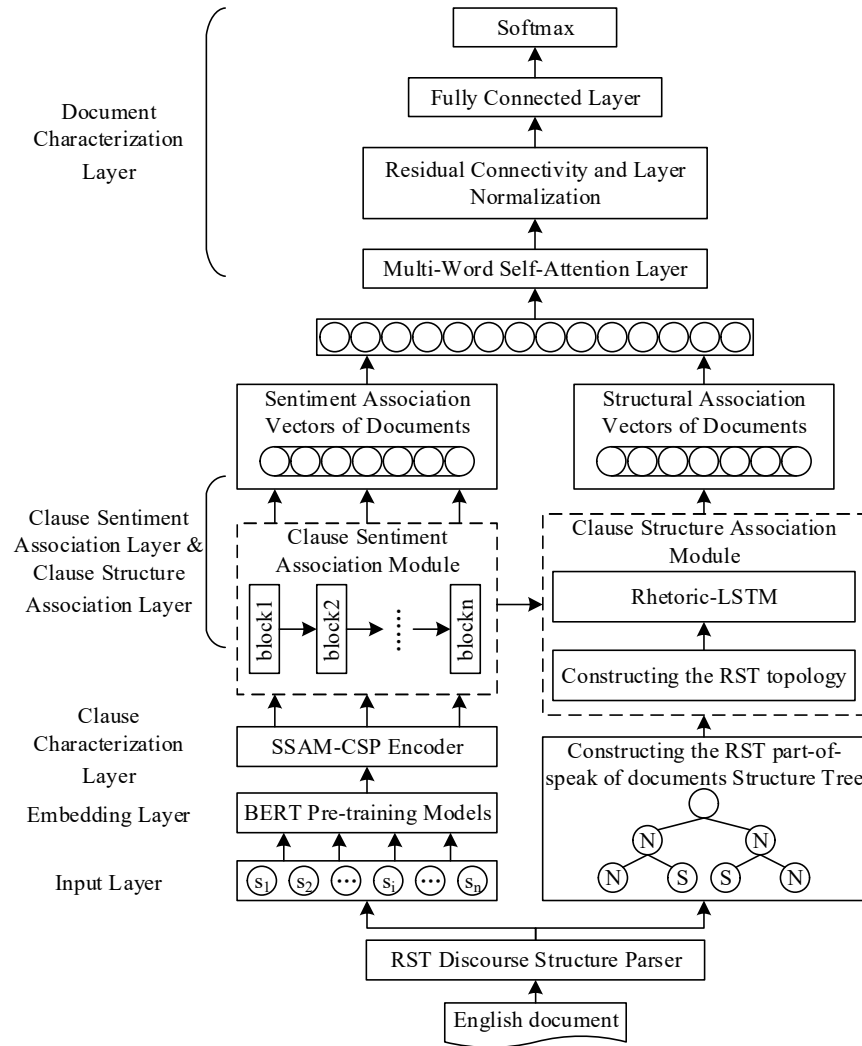 Softmax
Fully Connected Layer
Document
Characterization
Layer
Residual Connectivity and Layer
Normalization
Multi-Word Self-Attention Layer
Sentiment Association
Vectors of Documents
Structural Association
Vectors of Documents
Clause Sentiment
Association Layer &
Clause Structure
Association Layer
Clause Sentiment
Association Module
block1
block2
......
blockn
Clause Structure Association
Module
Rhetoric-LSTM
Constructing the RST topology
Clause
Characterization
Layer
SSAM-CSP Encoder
Constructing the RST part-of-
speak of documents Structure Tree
N N
N S S N
Embedding Layer
BERT Pre-training Models
Input Layer
s1 s2 ... si ... sn
RST Discourse Structure Parser
English document